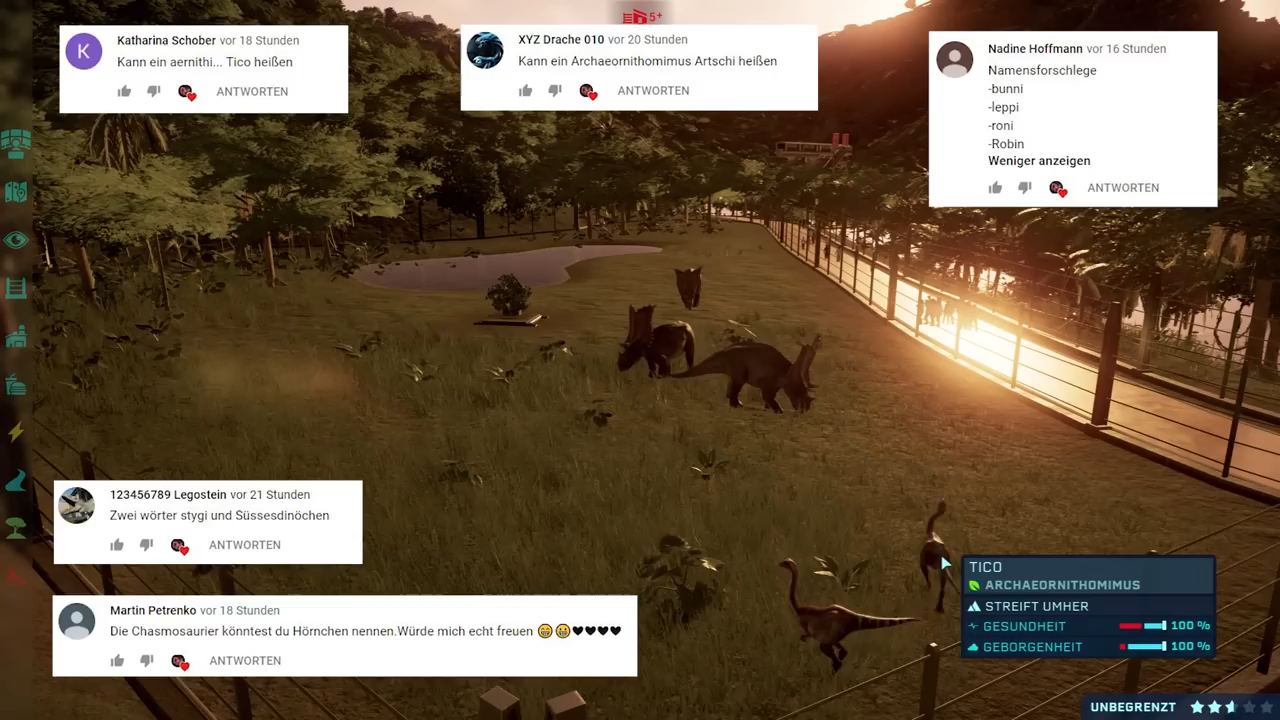 5+
Katharina Schober vor 18 Stunden
Kann ein aernithi... Tico heißen
ANTWORTEN
XYZ Drache 010 vor 20 Stunden
Kann ein Archaeornithomimus Artschi heißen
ANTWORTEN
Nadine Hoffmann vor 16 Stunden
Namensforschlege
-bunni
-leppi
-roni
-Robin
Weniger anzeigen
ANTWORTEN
K
123456789 Legostein vor 21 Stunden
Zwei wörter stygi und Süssesdinöchen
ANTWORTEN
TICO
ARCHAEORNITHOMIMUS
STREIFT UMHER
GESUNDHEIT 100 %
GEBORGENHEIT 100 %
Martin Petrenko vor 18 Stunden
Die Chasmosaurier könntest du Hörnchen nennen.Würde mich echt freuen 😁😬♥♥♥♥
ANTWORTEN
UNBEGRENZT